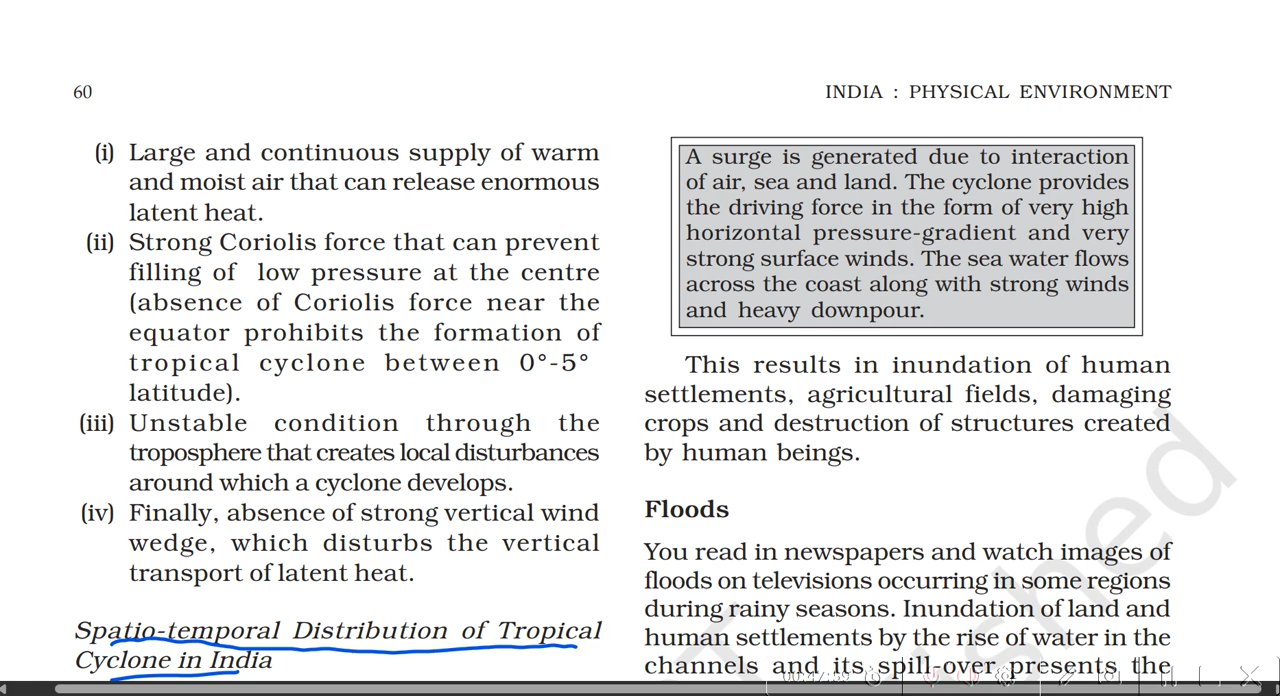 60
INDIA : PHYSICAL ENVIRONMENT
(i) Large and continuous supply of warm
and moist air that can release enormous
latent heat.
(ii) Strong Coriolis force that can prevent
filling of low pressure at the centre
(absence of Coriolis force near the
equator prohibits the formation of
tropical cyclone between 0°-5°
latitude).
(iii) Unstable condition through the
troposphere that creates local disturbances
around which a cyclone develops.
(iv) Finally, absence of strong vertical wind
wedge, which disturbs the vertical
transport of latent heat.
Spatio-temporal Distribution of Tropical
Cyclone in India
A surge is generated due to interaction
of air, sea and land. The cyclone provides
the driving force in the form of very high
horizontal pressure-gradient and very
strong surface winds. The sea water flows
across the coast along with strong winds
and heavy downpour.
This results in inundation of human
settlements, agricultural fields, damaging
crops and destruction of structures created
by human beings.
Floods
You read in newspapers and watch images of
floods on televisions occurring in some regions
during rainy seasons. Inundation of land and
human settlements by the rise of water in the
channels and its spill-over presents the